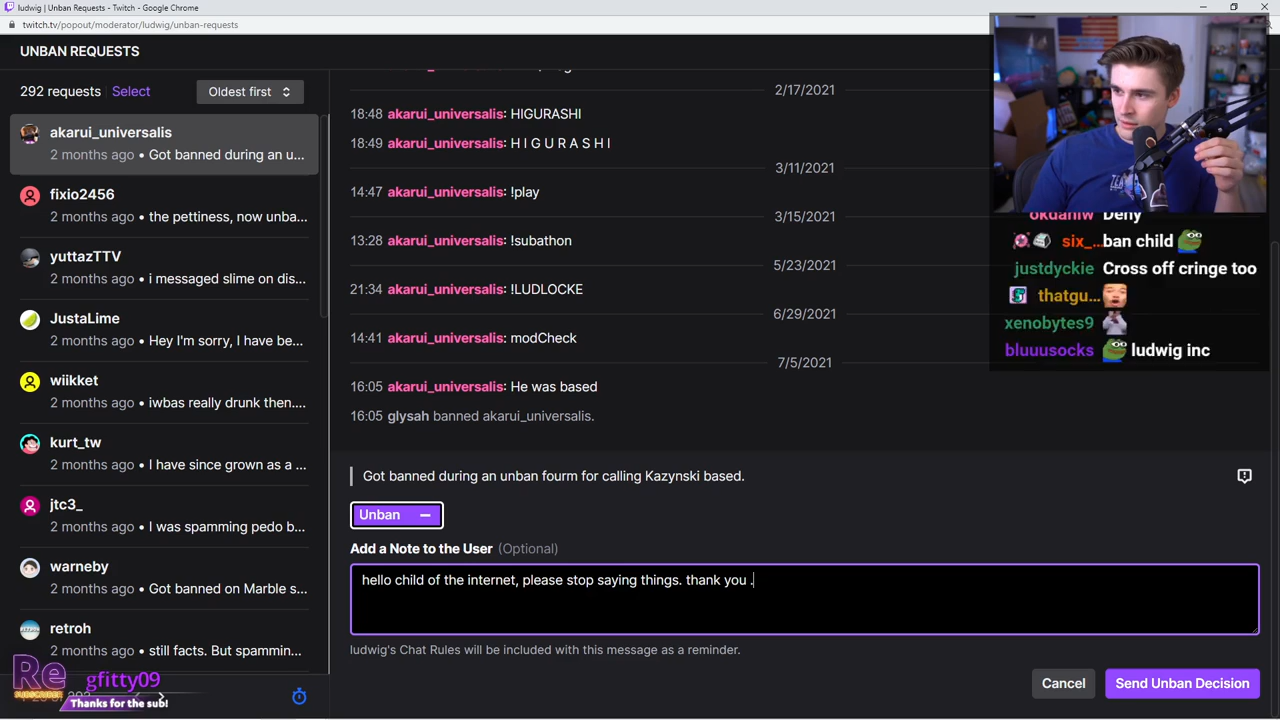 ludwig | Unban Requests - Twitch - Google Chrome
twitch.tv/popout/moderator/ludwig/unban-requests
UNBAN REQUESTS
292 requests Select Oldest first
akarui_universalis
2 months ago • Got banned during an u...
fixio2456
2 months ago • the pettiness, now unba...
yuttazTTV
2 months ago • i messaged slime on dis...
JustaLime
2 months ago • Hey I'm sorry, I have be...
wiikket
2 months ago • iwbas really drunk then....
kurt_tw
2 months ago • I have since grown as a ...
jtc3_
2 months ago • I was spamming pedo b...
warneby
2 months ago • Got banned on Marble s...
retroh
2 months ago • still facts. But spammin...
Re
SUBSCRIBER
gfitty09
Thanks for the sub!
2/17/2021
18:48 akarui_universalis: HIGURASHI
18:49 akarui_universalis: H I G U R A S H I
3/11/2021
14:47 akarui_universalis: !play
3/15/2021
13:28 akarui_universalis: !subathon
5/23/2021
21:34 akarui_universalis: !LUDLOCKE
6/29/2021
14:41 akarui_universalis: modCheck
7/5/2021
16:05 akarui_universalis: He was based
16:05 glysah banned akarui_universalis.
Got banned during an unban fourm for calling Kazynski based.
Unban
Add a Note to the User (Optional)
hello child of the internet, please stop saying things. thank you .
ludwig's Chat Rules will be included with this message as a reminder.
Cancel Send Unban Decision
okdaniw Deny
six_... ban child
justdyckie Cross off cringe too
thatgu...
xenobytes9
bluuusocks ludwig inc